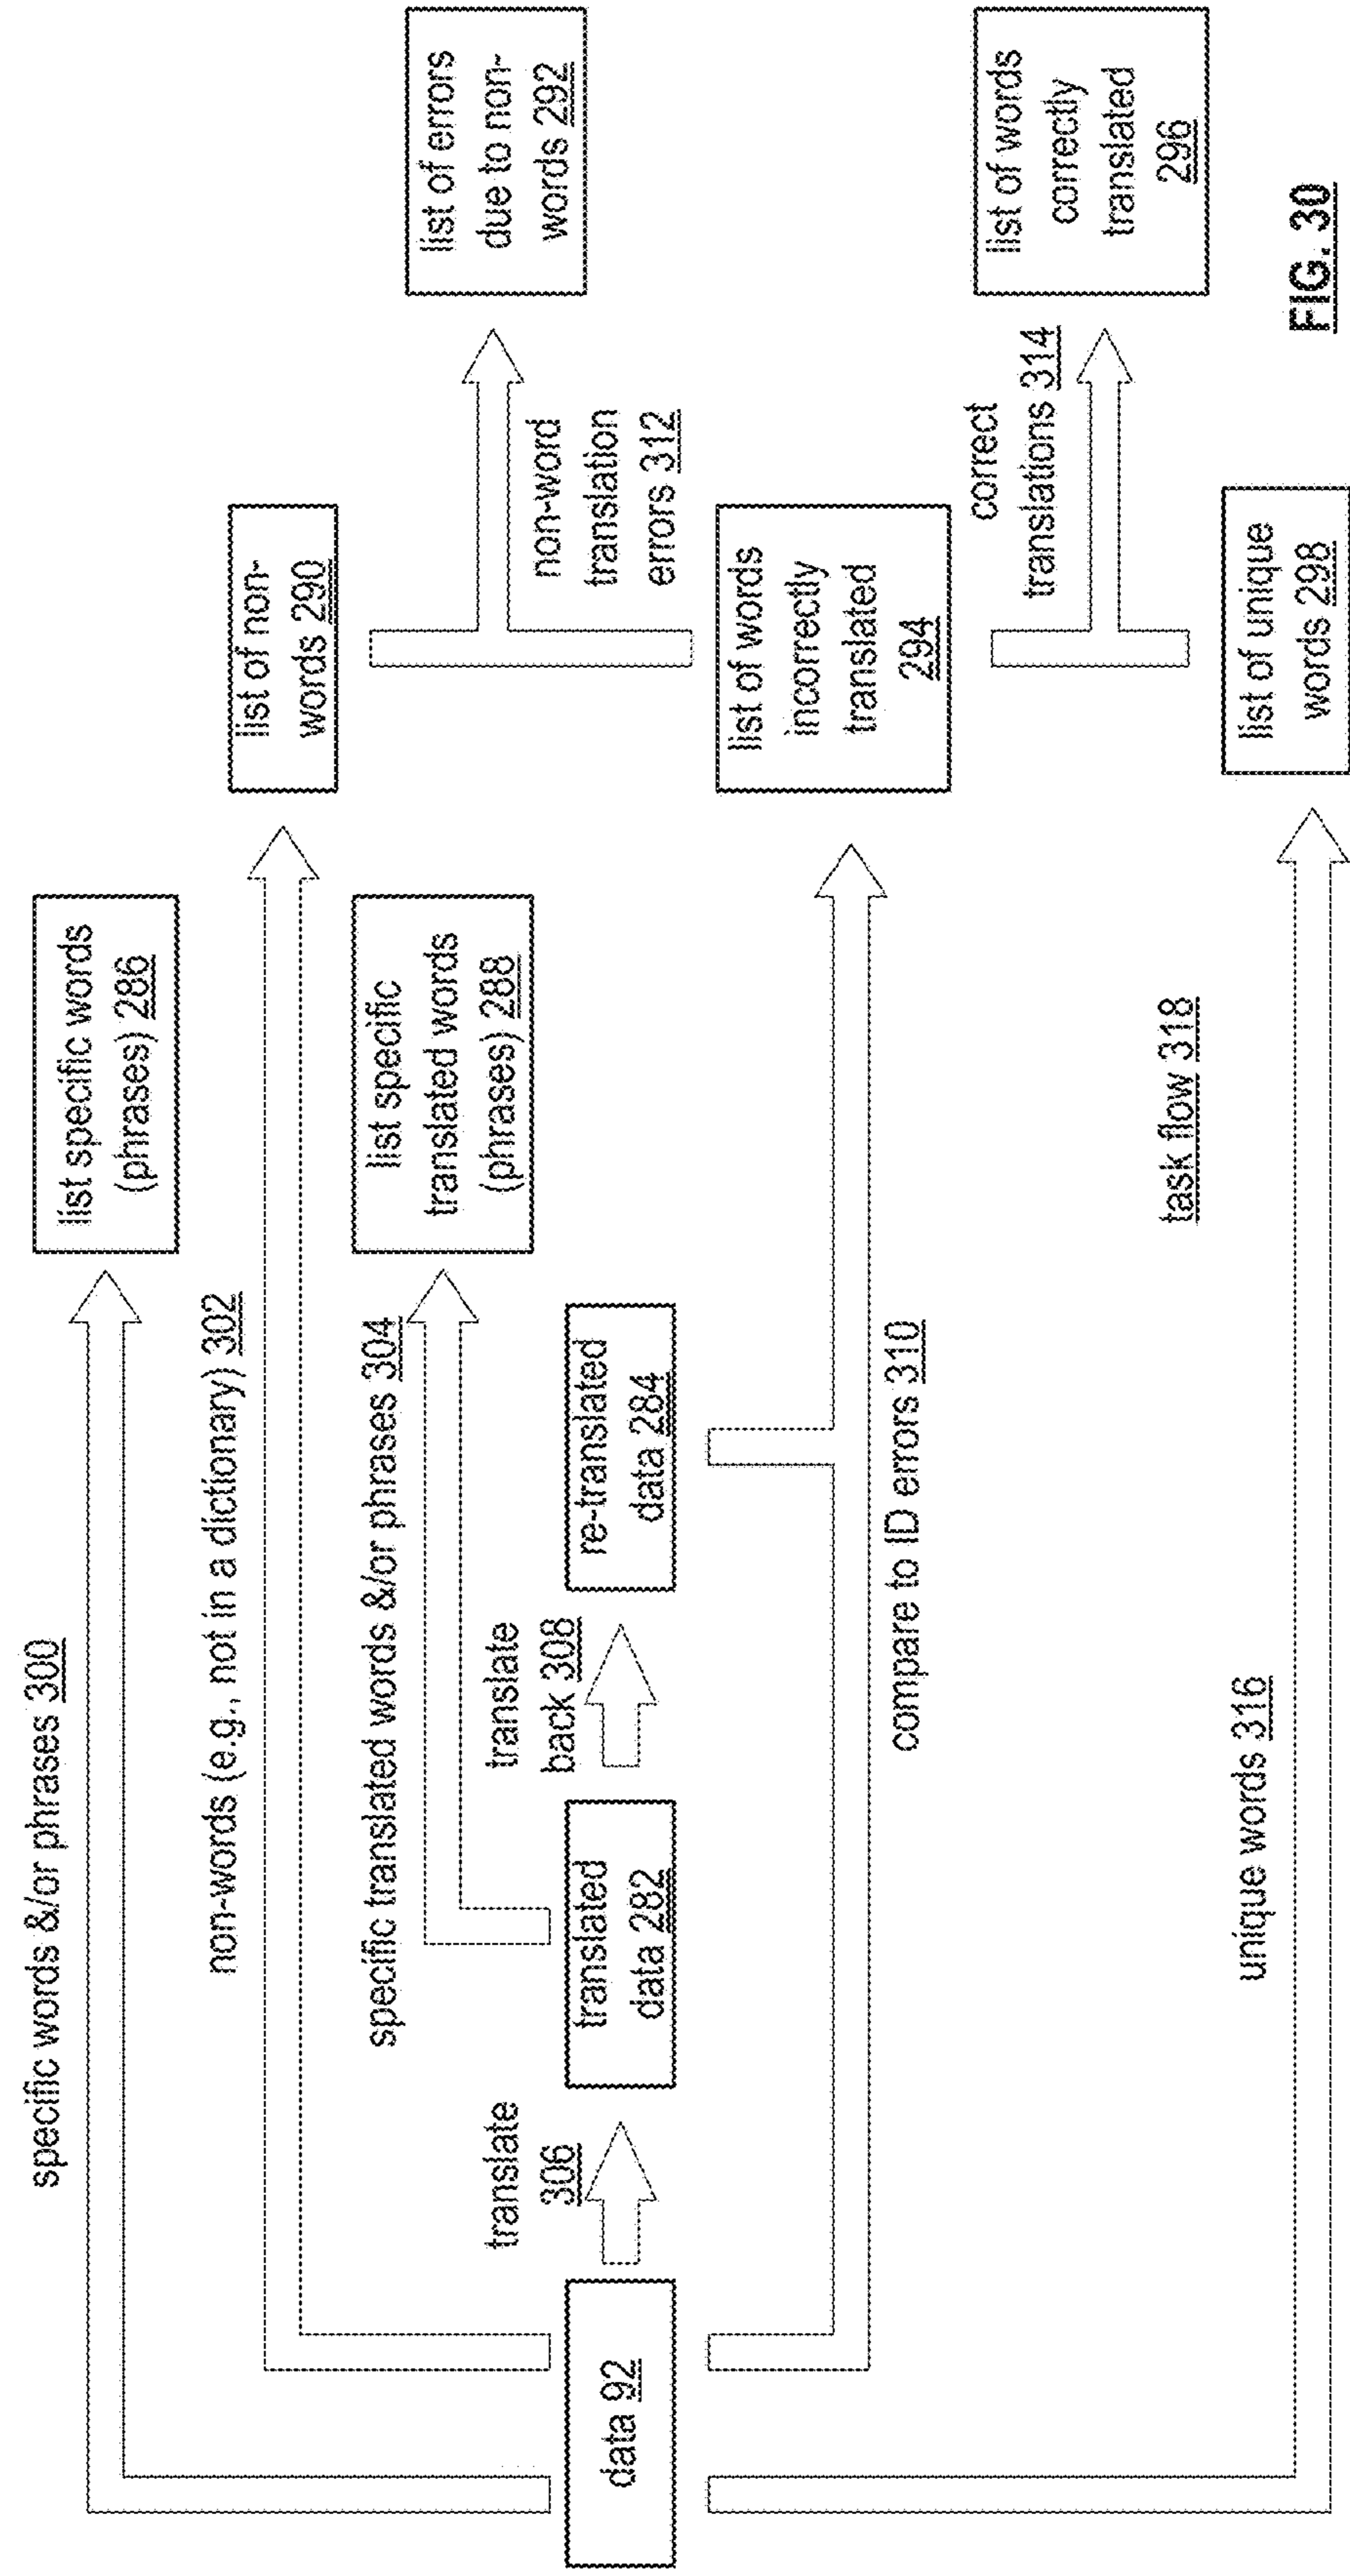 specific words &/or phrases 300
list specific words
(phrases) 286
non-words (e.g., not in a dictionary) 302
list of non-
words 290
list of errors
due to non-
words 292
specific translated words &/or phrases 304
list specific
translated words
(phrases) 288
non-word
translation
errors 312
translate
306
translate
back 308
data 92
translated
data 282
re-translated
data 284
list of words
incorrectly
translated
294
compare to ID errors 310
correct
translations 314
list of words
correctly
translated
296
task flow 318
unique words 316
list of unique
words 298
FIG. 30